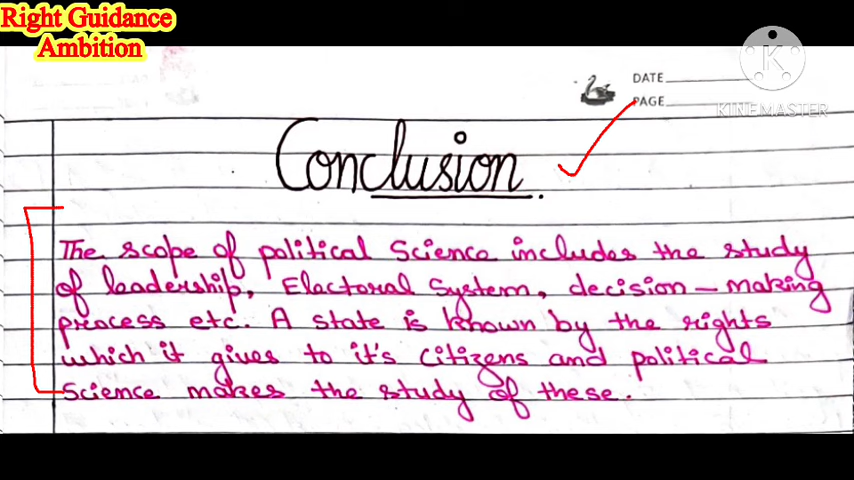 Right Guidance
Ambition
DATE
PAGE
K
KINEMASTER
Conclusion.
The scope of political Science includes the study
of leadership, Electoral System, decision-making
process etc. A state is known by the rights
which it gives to it's citizens and political
Science makes the study of these.